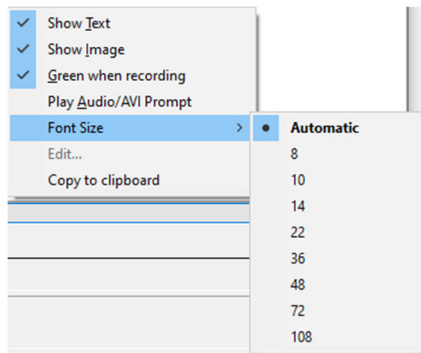 Show Text
Show Image
Green when recording
Play Audio/AVI Prompt
Font Size
Edit...
Copy to clipboard
Automatic
8
10
14
22
36
48
72
108